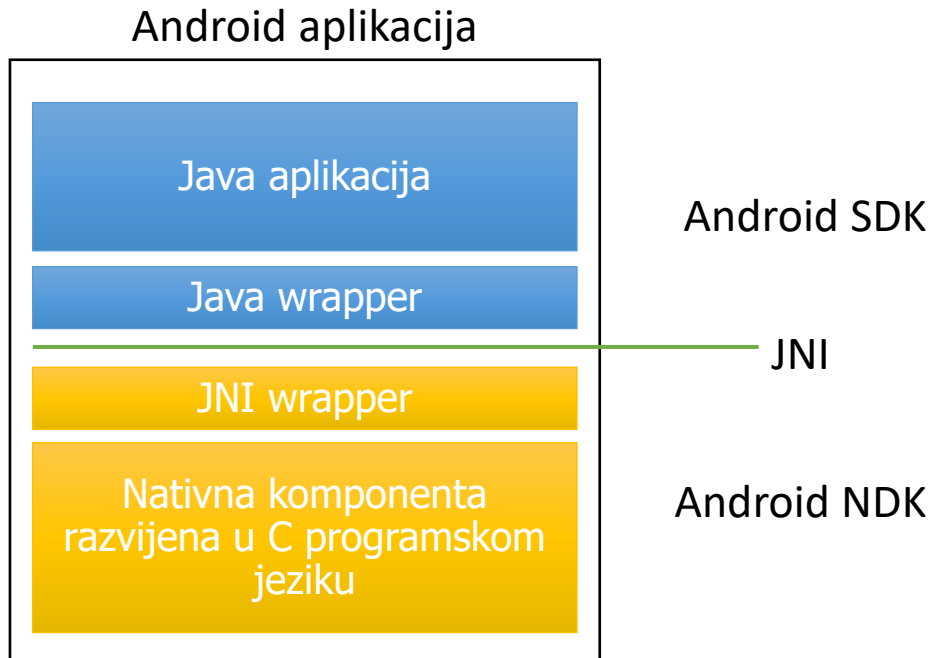 Android aplikacija
Java aplikacija
Android SDK
Java wrapper
JNI
JNI wrapper
Nativna komponenta
razvijena u C programskom
jeziku
Android NDK